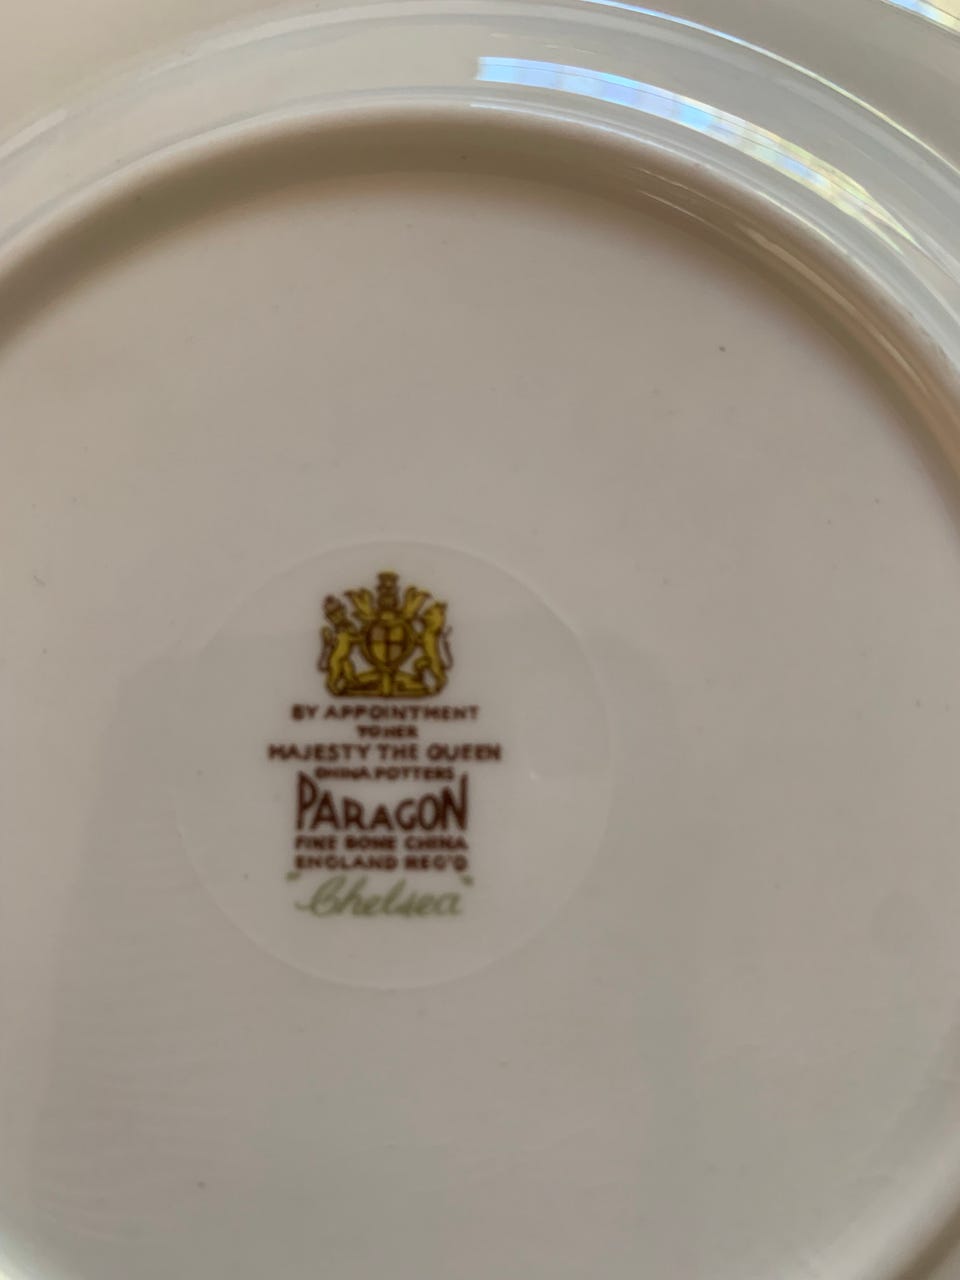 BY APPOINTMENT
TO HER
MAJESTY THE QUEEN
CHINA POTTERS
PARAGON
FINE BONE CHINA
ENGLAND REG'D
"Chelsea"